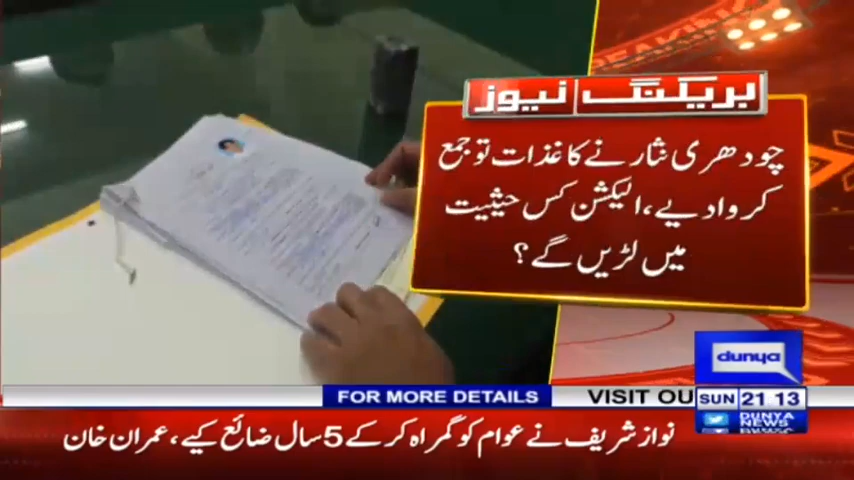 بریکنگ نیوز
چودھری نثار نے کاغذات تو جمع
کروا دیے، الیکشن کس حیثیت
میں لڑیں گے؟
dunya
FOR MORE DETAILS
VISIT OU
SUN 21 13
DUNYA
NEWS
نواز شریف نے عوام کو گمراہ کر کے 5 سال ضائع کیے، عمران خان